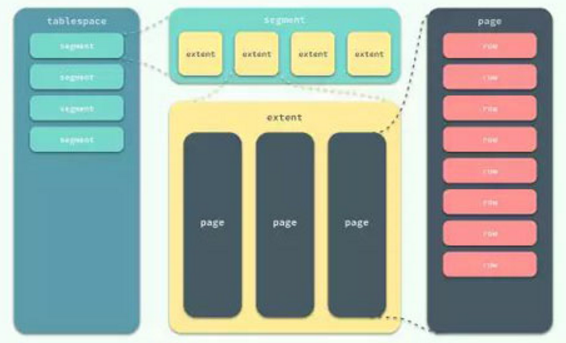 tablespace
segment
segment
segment
segment
segment
extent extent extent extent
extent
page page page
page
row
row
row
row
row
row
row
row